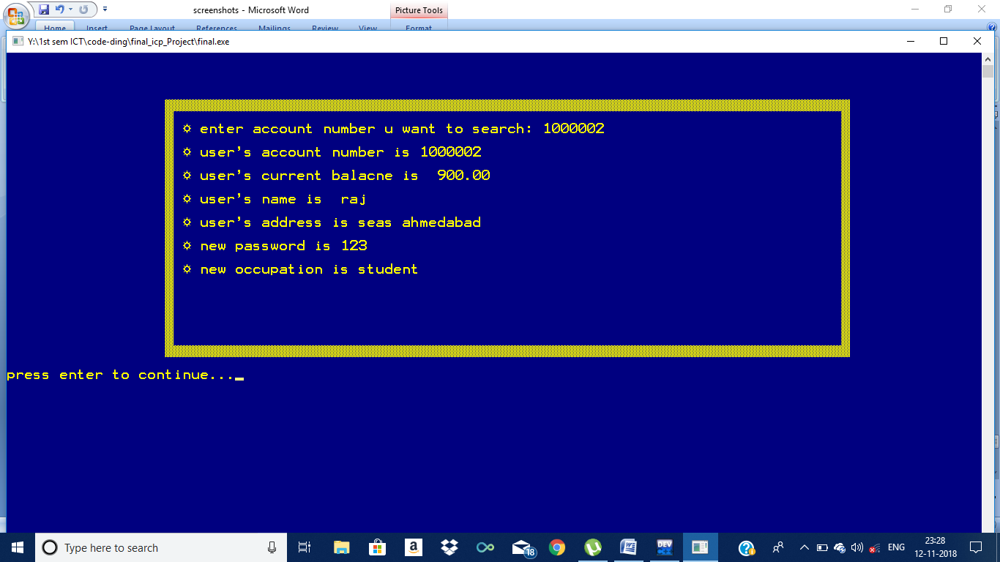 screenshots - Microsoft Word
Picture Tools
Home Insert Page Layout References Mailings Review View Format
Y:\1st sem ICT\code-ding\final_icp_Project\final.exe
enter account number u want to search: 1000002
user's account number is 1000002
user's current balacne is 900.00
user's name is raj
user's address is seas ahmedabad
new password is 123
new occupation is student
press enter to continue...
Type here to search
18
DEV
ENG
23:28
12-11-2018